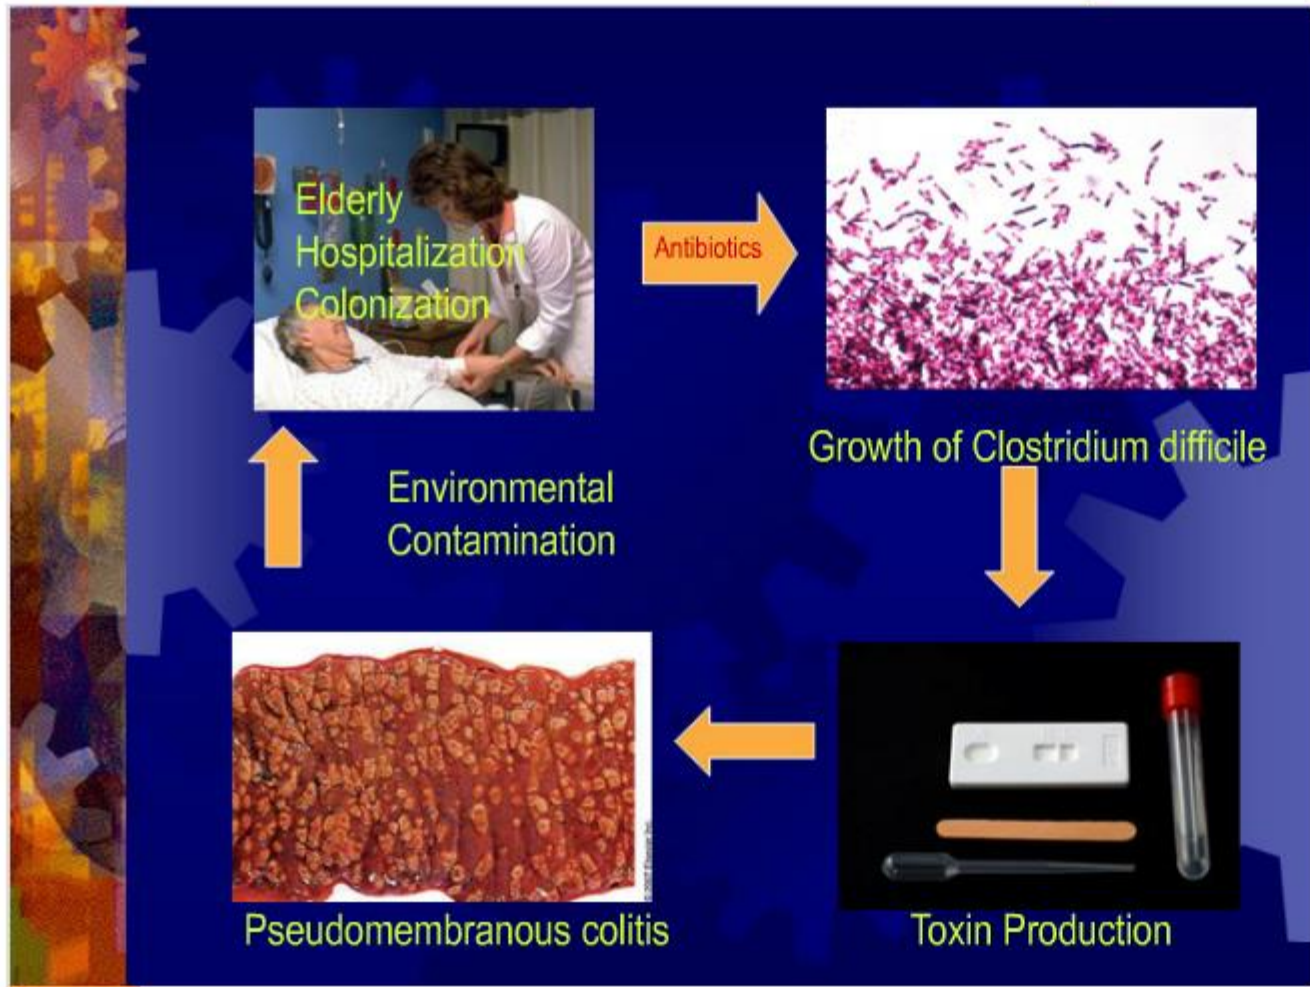 Elderly
Hospitalization
Colonization
Antibiotics
Growth of Clostridium difficile
Environmental
Contamination
Pseudomembranous colitis
Toxin Production